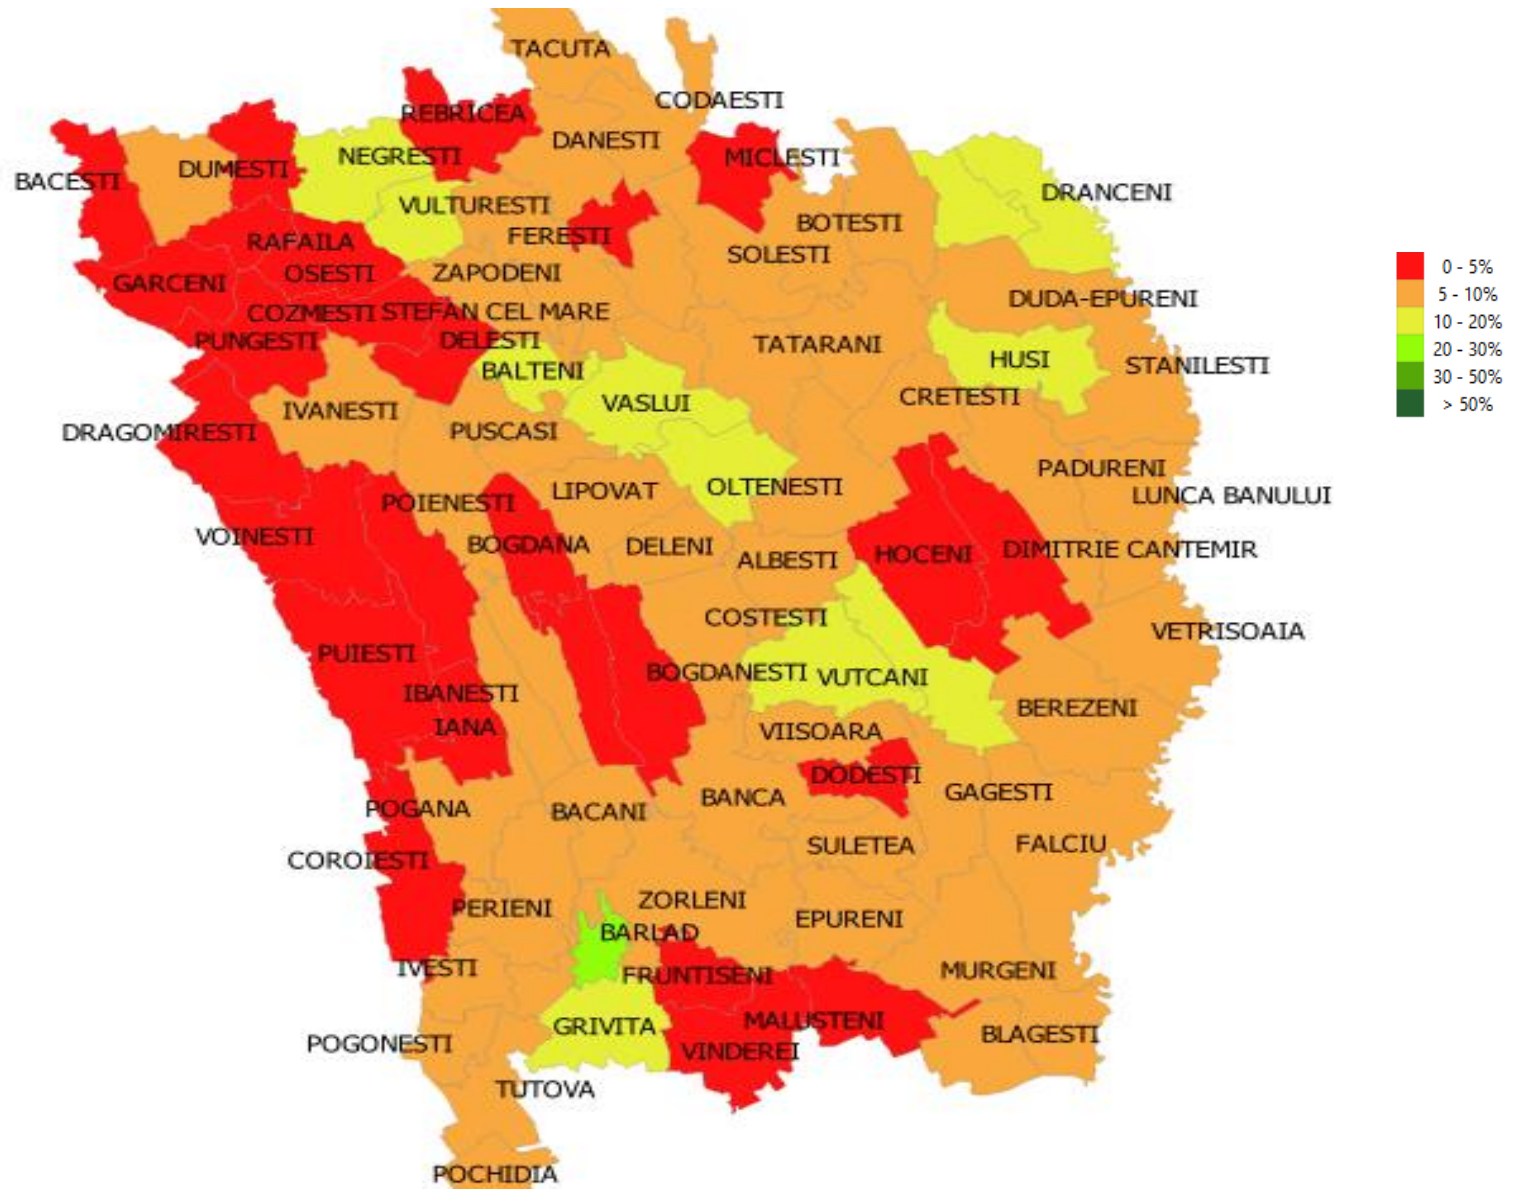 TACUTA
CODAESTI
REBRICEA
DANESTI
NEGRESTI
MICLESTI
DUMESTI
BACESTI
DRANCENI
VULTURESTI
BOTESTI
FERESTI
RAFAILA
SOLESTI
OSESTI
ZAPODENI
GARCENI
DUDA-EPURENI
COZMESTI
STEFAN CEL MARE
PUNGESTI
DELESTI
TATARANI
HUSI
STANILESTI
BALTENI
CRETESTI
VASLUI
IVANESTI
DRAGOMIRESTI
PUSCASI
PADURENI
OLTENESTI
LIPOVAT
LUNCA BANULUI
POIENESTI
VOINESTI
BOGDANA
DELENI
ALBESTI
HOCENI
DIMITRIE CANTEMIR
COSTESTI
VETRISOAIA
PUIESTI
BOGDANESTI
VUTCANI
IBANESTI
BEREZENI
IANA
VIISOARA
DODESTI
GAGESTI
BANCA
POGANA
BACANI
SULETEA
FALCIU
COROIESTI
ZORLENI
PERIENI
EPURENI
BARLAD
IVESTI
FRUNTISENI
MURGENI
GRIVITA
MALUSTENI
BLAGESTI
POGONESTI
VINDEREI
TUTOVA
POCHIDIA
0 - 5%
5 - 10%
10 - 20%
20 - 30%
30 - 50%
> 50%